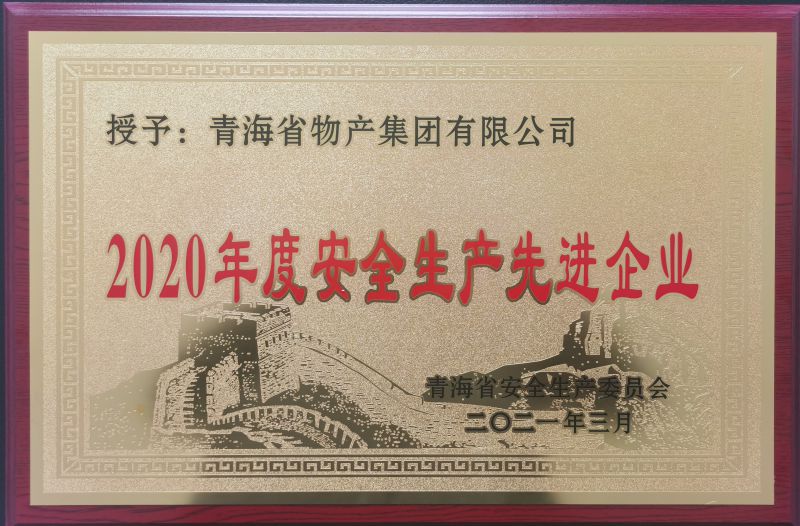 授予：青海省物产集团有限公司
2020年度安全生产先进企业
青海省安全生产委员会
二〇二一年三月